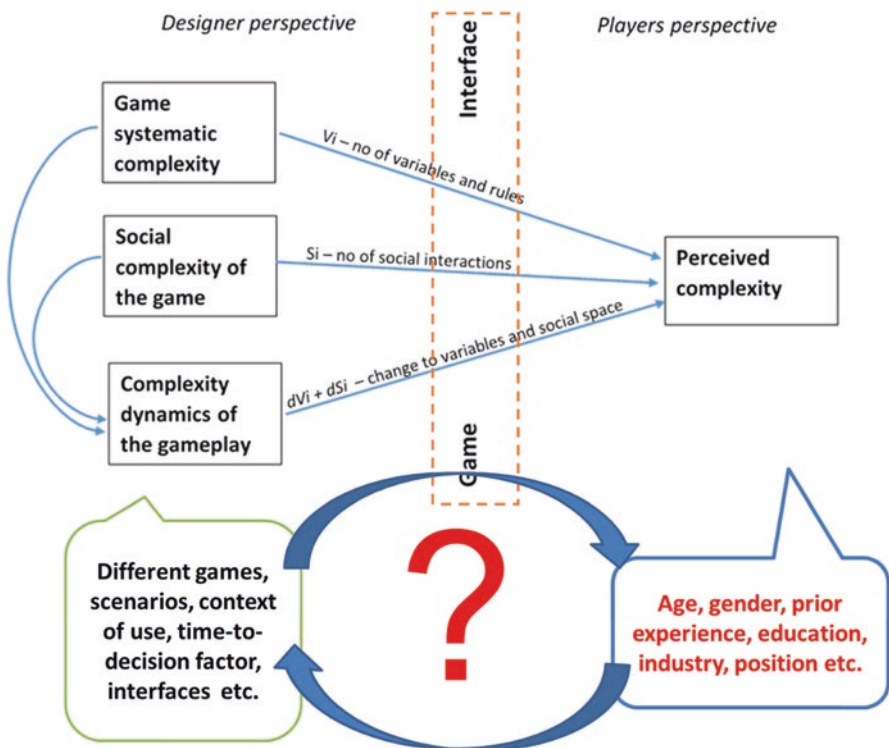 Designer perspective
Players perspective
Interface
Game
systematic
complexity
Vi – no of variables and rules
Social
complexity of
the game
Si – no of social interactions
Perceived
complexity
Complexity
dynamics of
the gameplay
dVi + dSi – change to variables and social space
Game
Different games,
scenarios, context
of use, time-to-
decision factor,
interfaces etc.
?
Age, gender, prior
experience, education,
industry, position etc.